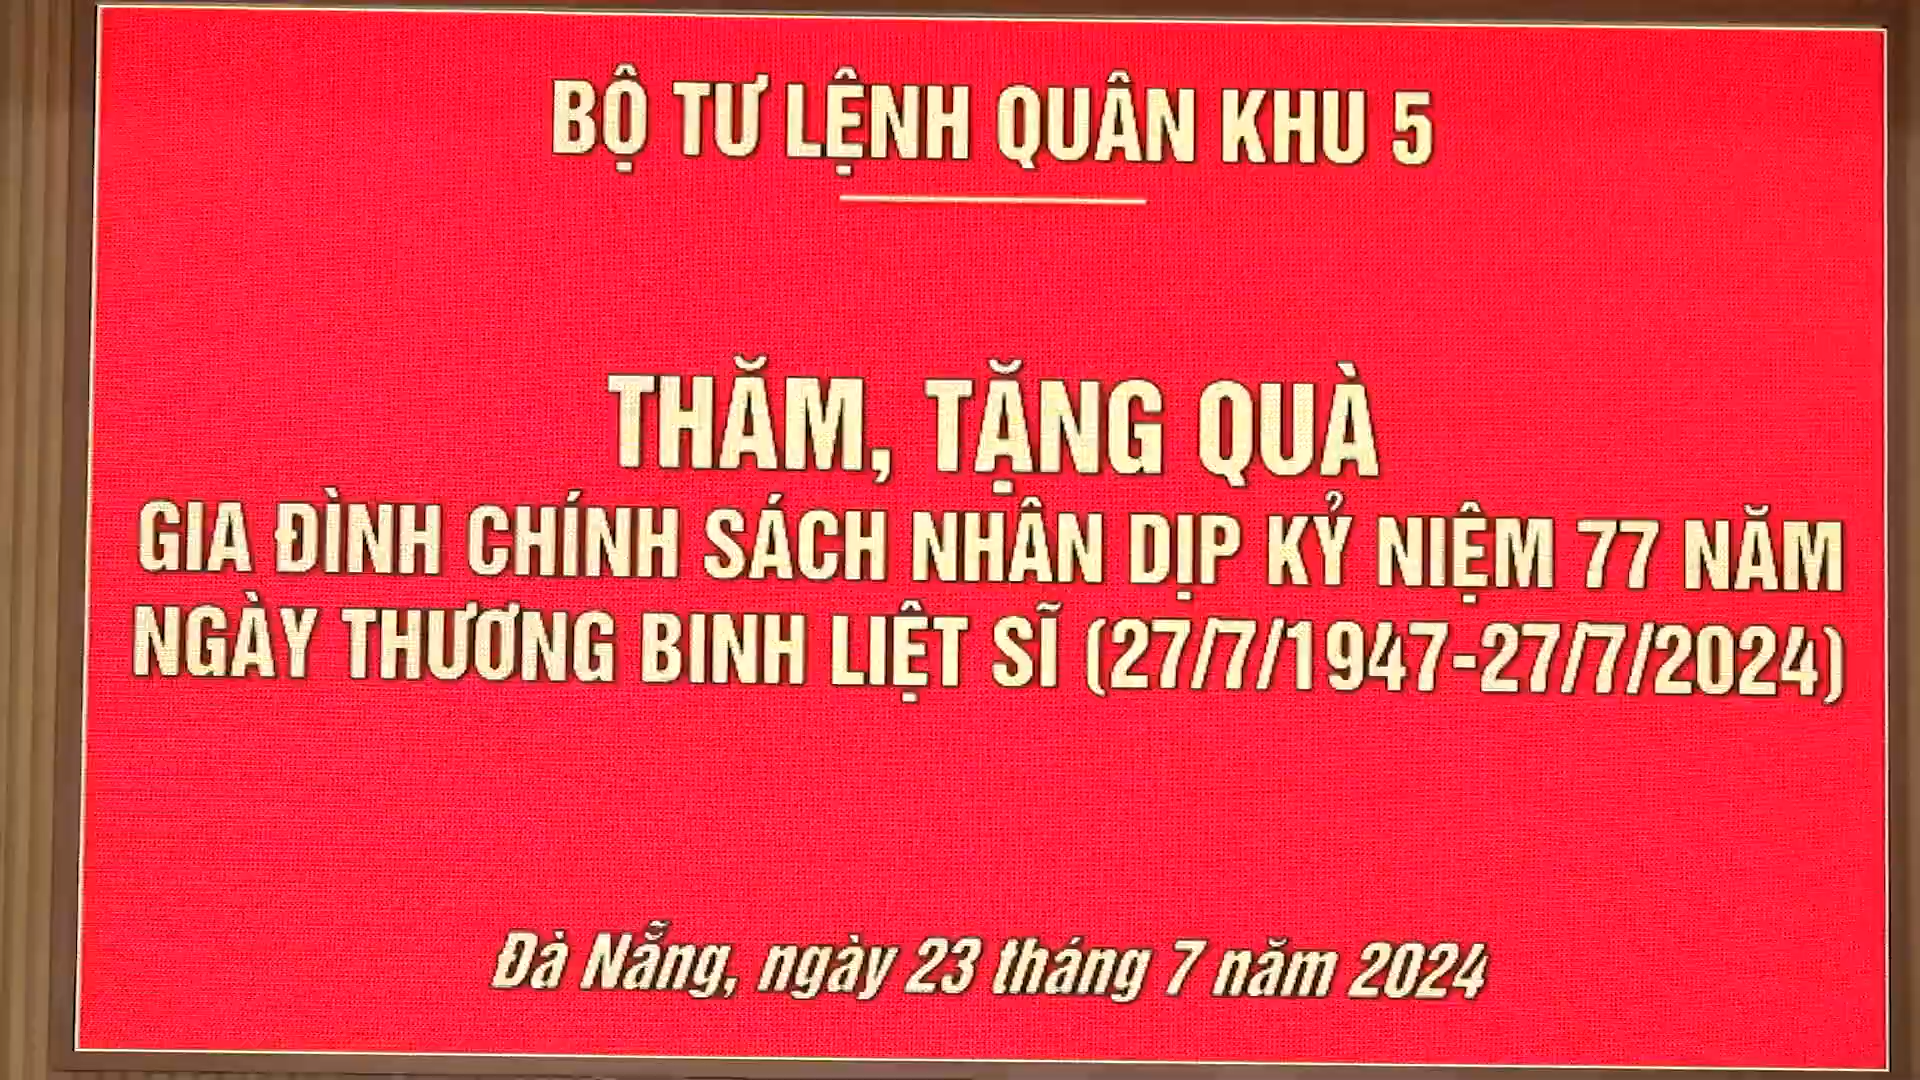 BỘ TƯ LỆNH QUÂN KHU 5
THĂM, TẶNG QUÀ
GIA ĐÌNH CHÍNH SÁCH NHÂN DỊP KỶ NIỆM 77 NĂM
NGÀY THƯƠNG BINH LIỆT SĨ (27/7/1947-27/7/2024)
Đà Nẵng, ngày 23 tháng 7 năm 2024